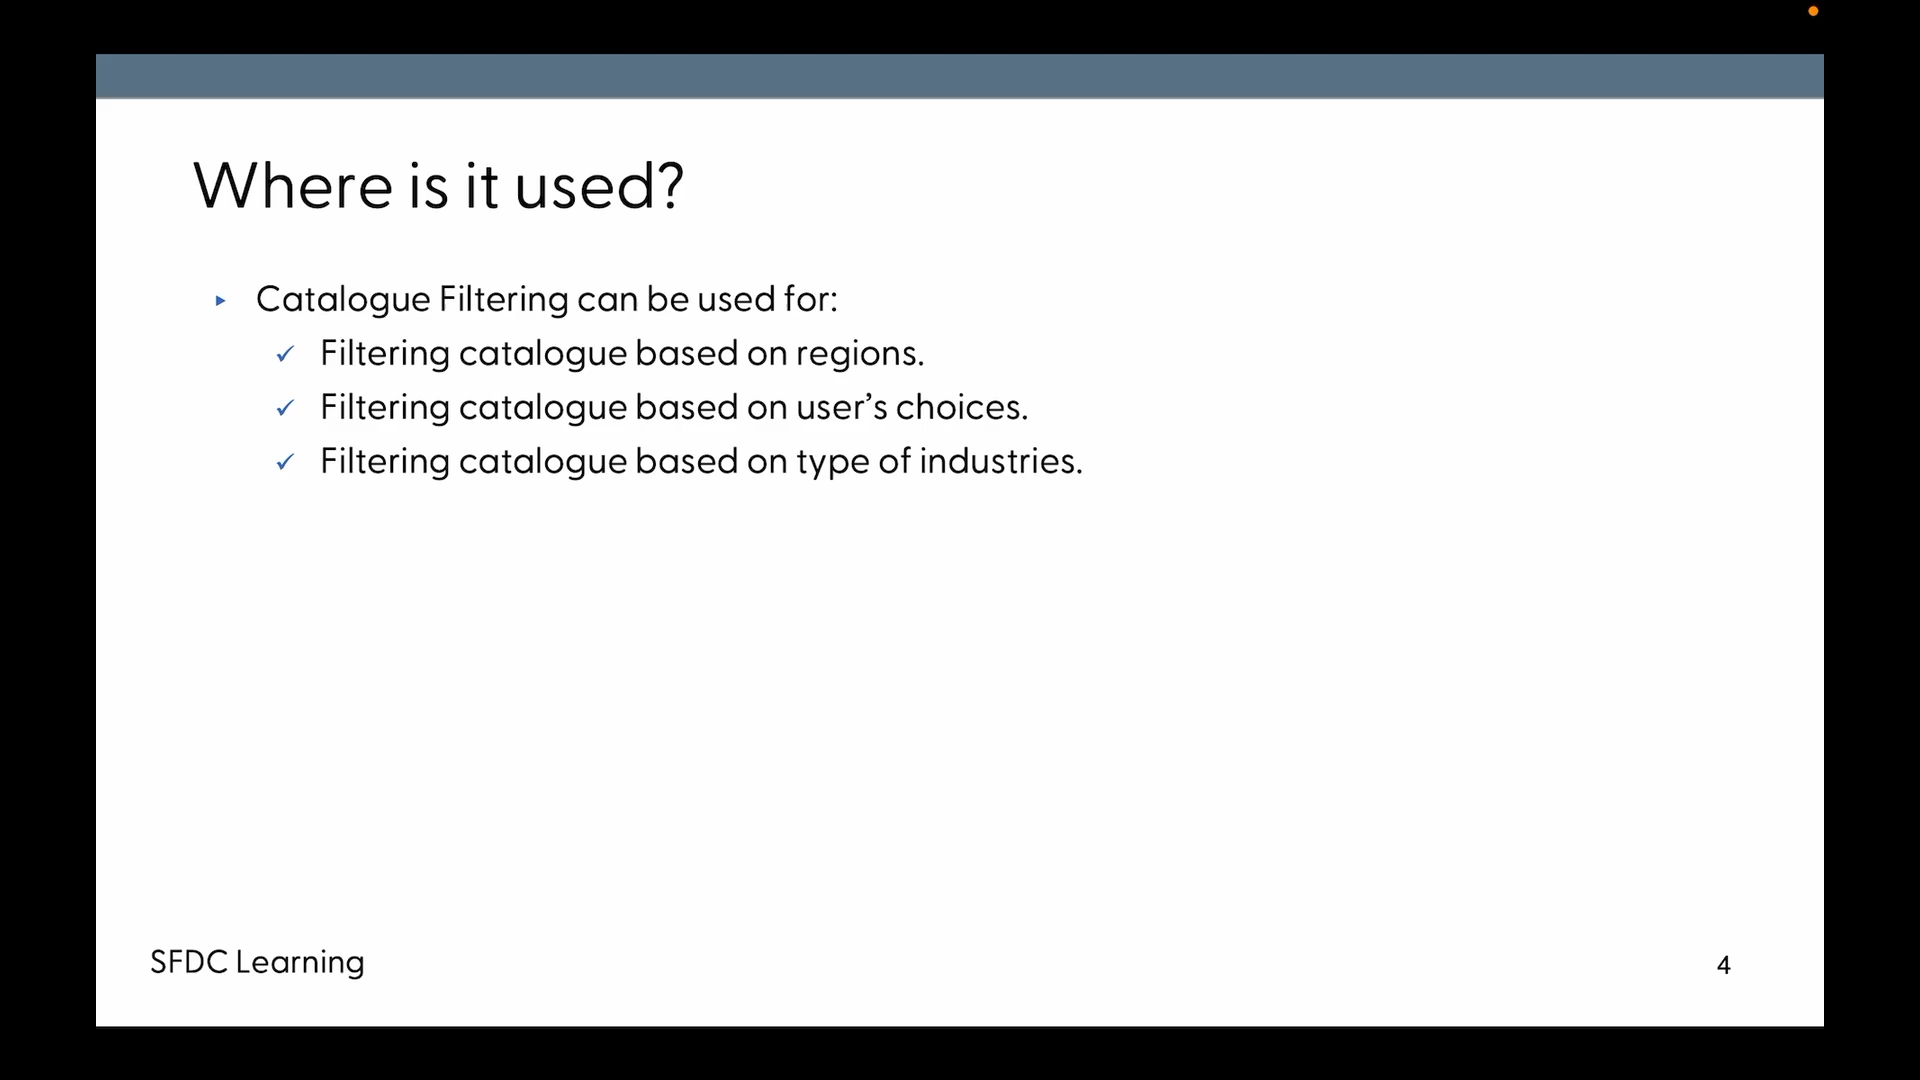 Where is it used?
Catalogue Filtering can be used for:
Filtering catalogue based on regions.
Filtering catalogue based on user’s choices.
Filtering catalogue based on type of industries.
SFDC Learning
4